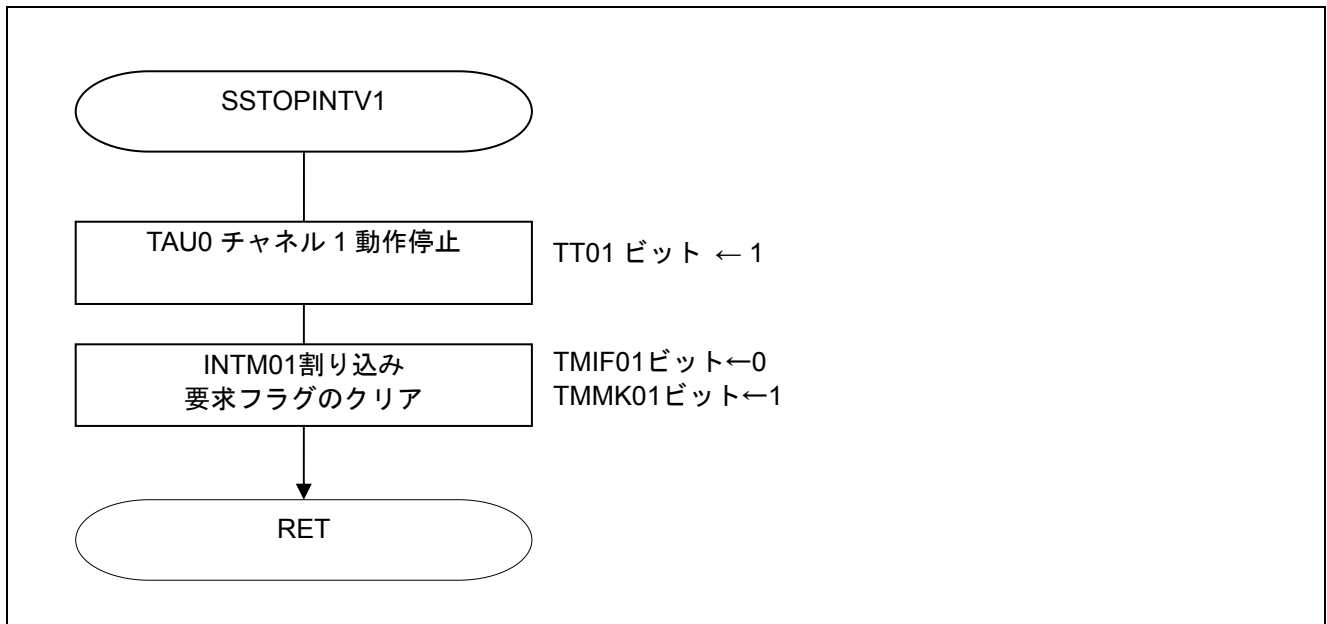 SSTOPINTV1
TAU0 チャネル 1 動作停止
TT01 ビット ← 1
INTM01割り込み
要求フラグのクリア
TMIF01ビット←0
TMMK01ビット←1
RET